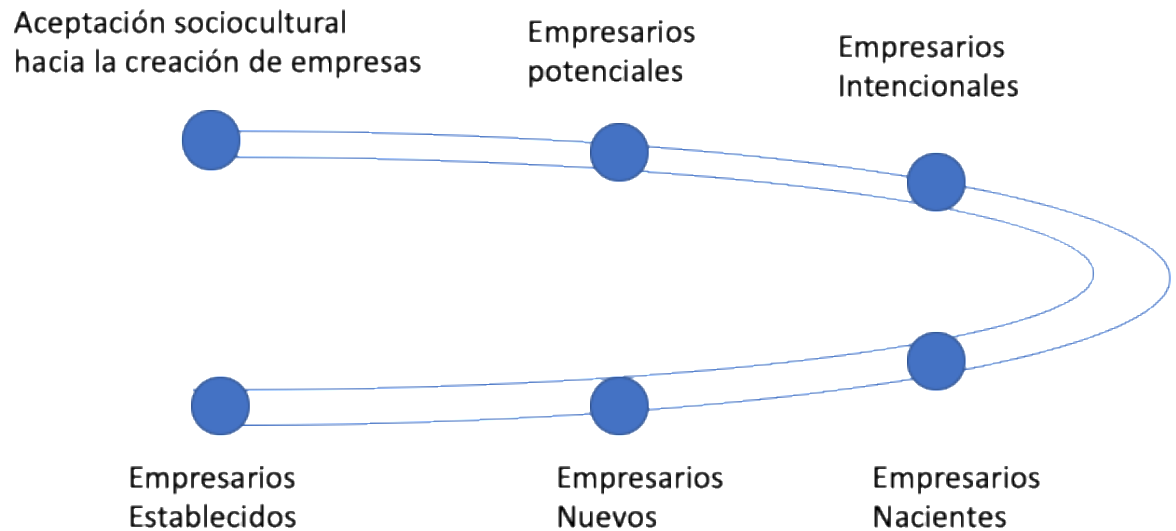 Aceptación sociocultural
hacia la creación de empresas
Empresarios
potenciales
Empresarios
Intencionales
Empresarios
Establecidos
Empresarios
Nuevos
Empresarios
Nacientes